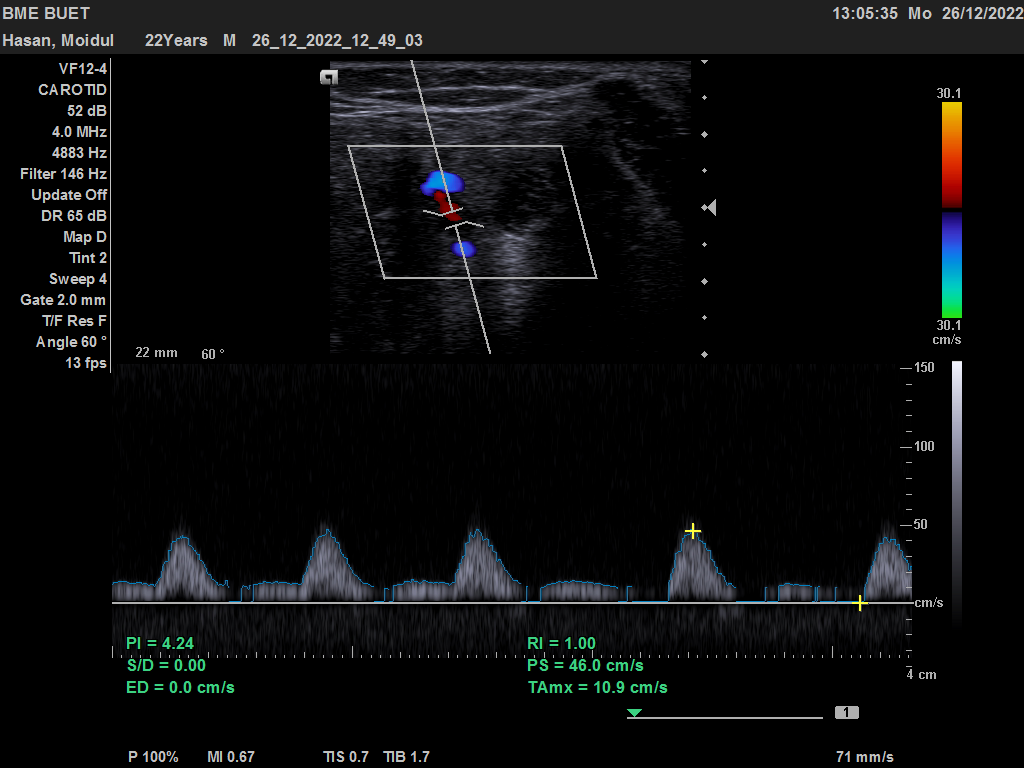 BME BUET 13:05:35 Mo 26/12/2022
Hasan, Moidul 22Years M 26_12_2022_12_49_03
VF12-4
CAROTID
52 dB
4.0 MHz
4883 Hz
Filter 146 Hz
Update Off
DR 65 dB
Map D
Tint 2
Sweep 4
Gate 2.0 mm
T/F Res F
Angle 60 °
13 fps
22 mm 60 °
30.1
30.1
cm/s
150
100
50
cm/s
4 cm
PI = 4.24 RI = 1.00
S/D = 0.00 PS = 46.0 cm/s
ED = 0.0 cm/s TAmx = 10.9 cm/s
1
P 100% MI 0.67 TIS 0.7 TIB 1.7 71 mm/s